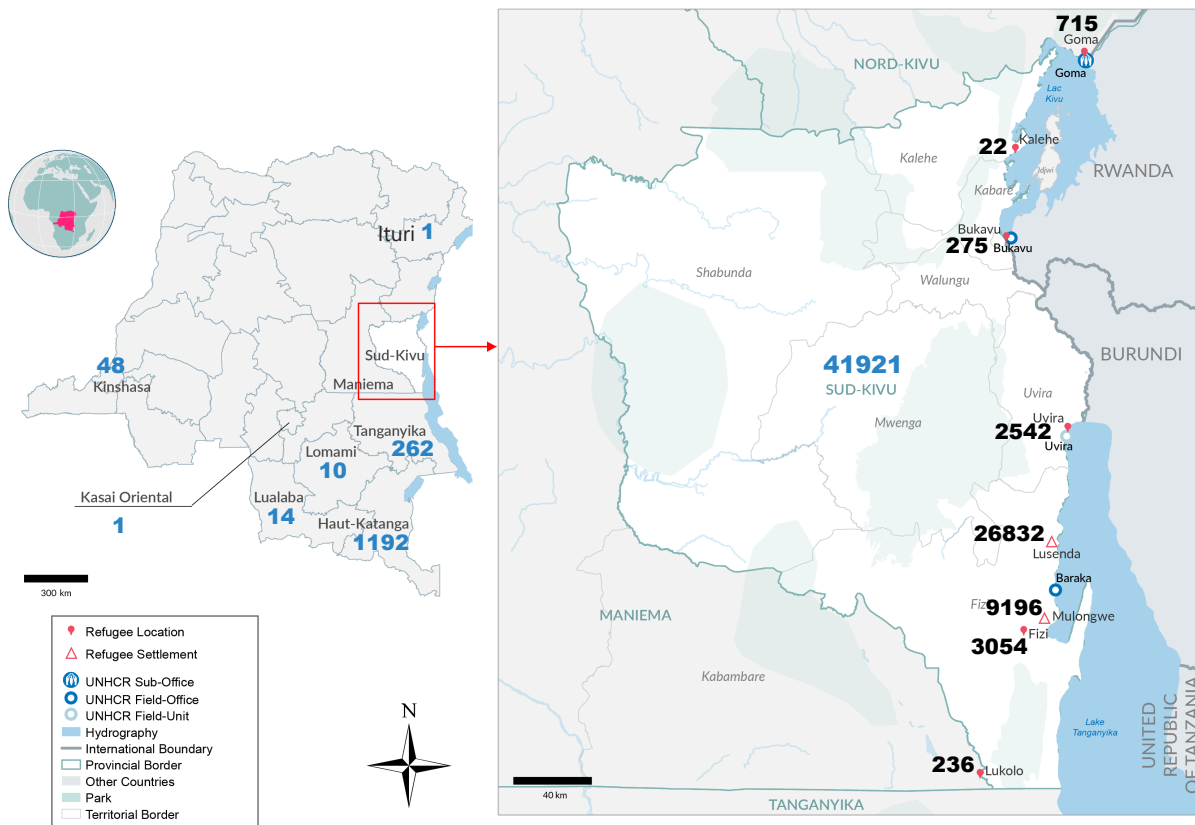 Ituri 1
48
Kinshasa
Sud-Kivu
Maniema
Tanganyika
262
Lomami
10
Kasai Oriental
1
Lualaba
14
Haut-Katanga
1192
300 km
Refugee Location
Refugee Settlement
UNHCR Sub-Office
UNHCR Field-Office
UNHCR Field-Unit
Hydrography
International Boundary
Provincial Border
Other Countries
Park
Territorial Border
N
715
Goma
Goma
NORD-KIVU
Lac
Kivu
22
Kalehe
Kalehe
Idjwi
RWANDA
Kabare
Bukavu
275
Bukavu
Shabunda
Walungu
41921
SUD-KIVU
BURUNDI
Uvira
Mwenga
Uvira
2542
Uvira
26832
Lusenda
Baraka
Fizi
9196
Mulongwe
3054
Fizi
MANIEMA
Kabambare
Lake
Tanganyika
UNITED
REPUBLIC
OF TANZANIA
236
Lukolo
40 km
TANGANYIKA